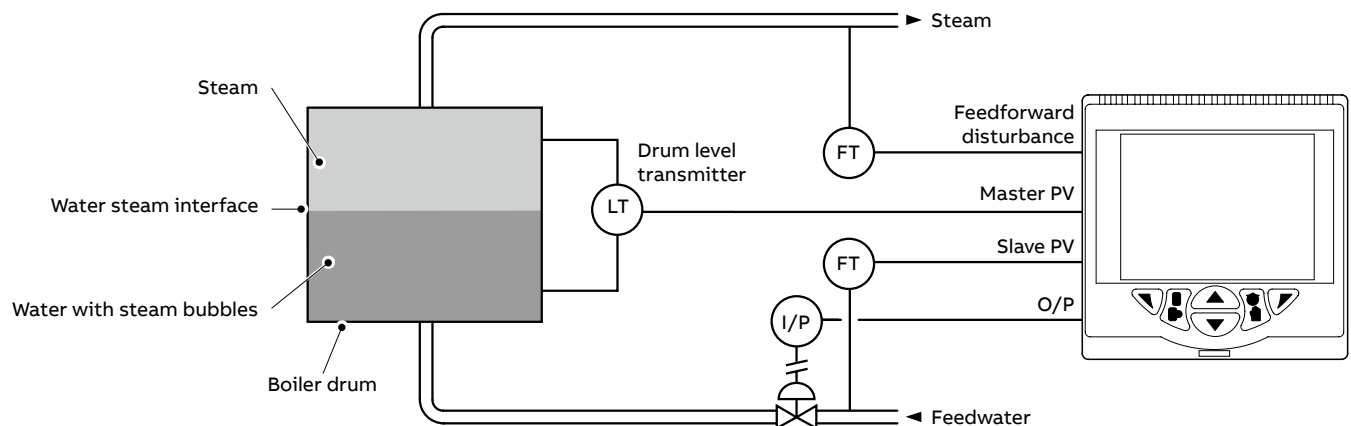 Steam
Steam
Feedforward
disturbance
FT
Drum level
transmitter
Water steam interface
LT
Master PV
Slave PV
FT
Water with steam bubbles
O/P
I/P
Boiler drum
Feedwater